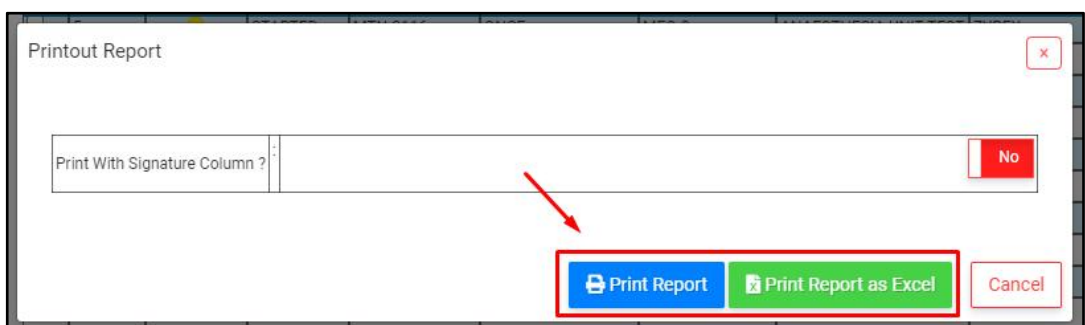 Printout Report
x
Print With Signature Column ?
:
No
Print Report
Print Report as Excel
Cancel